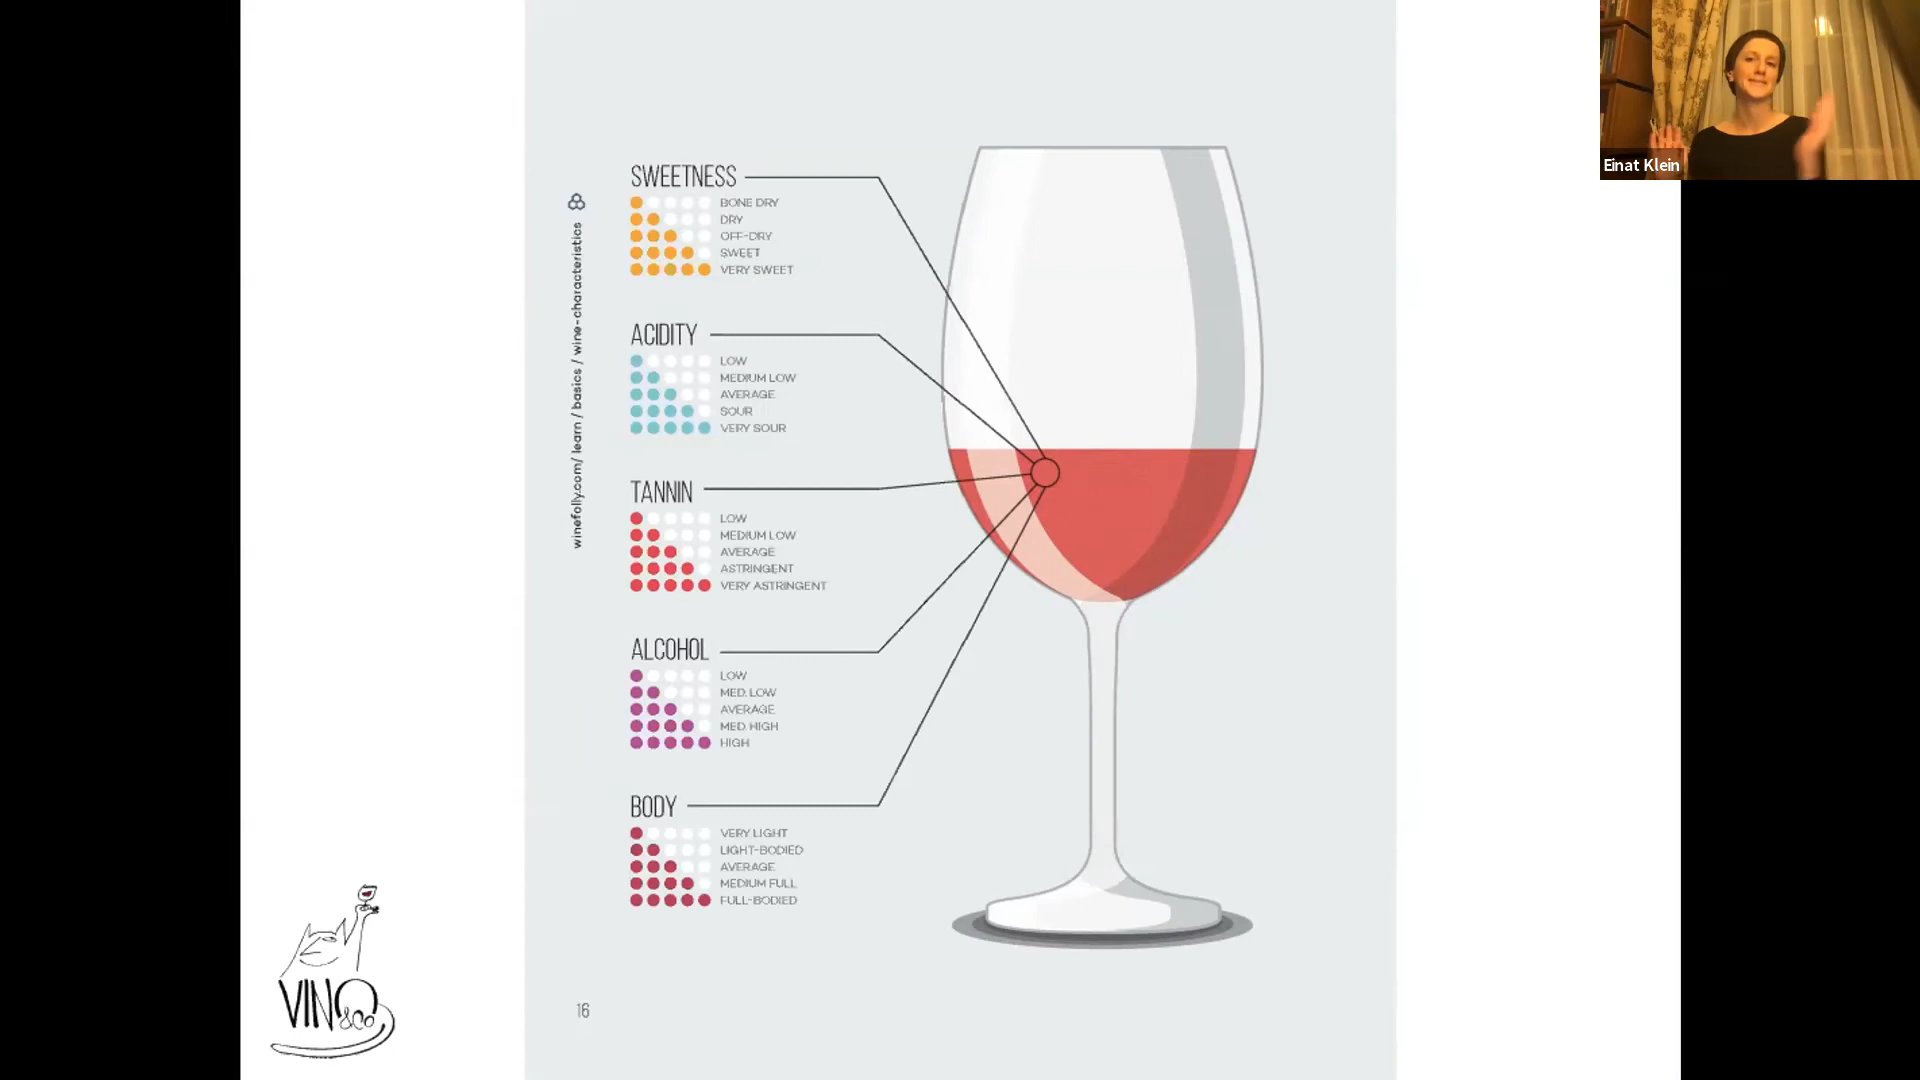 SWEETNESS
BONE DRY
DRY
OFF-DRY
SWEET
VERY SWEET
ACIDITY
LOW
MEDIUM LOW
AVERAGE
SOUR
VERY SOUR
TANNIN
LOW
MEDIUM LOW
AVERAGE
ASTRINGENT
VERY ASTRINGENT
ALCOHOL
LOW
MED. LOW
AVERAGE
MED. HIGH
HIGH
BODY
VERY LIGHT
LIGHT-BODIED
AVERAGE
MEDIUM FULL
FULL-BODIED
winefolly.com/ learn / basics / wine-characteristics
16
VINO
&CO
Einat Klein